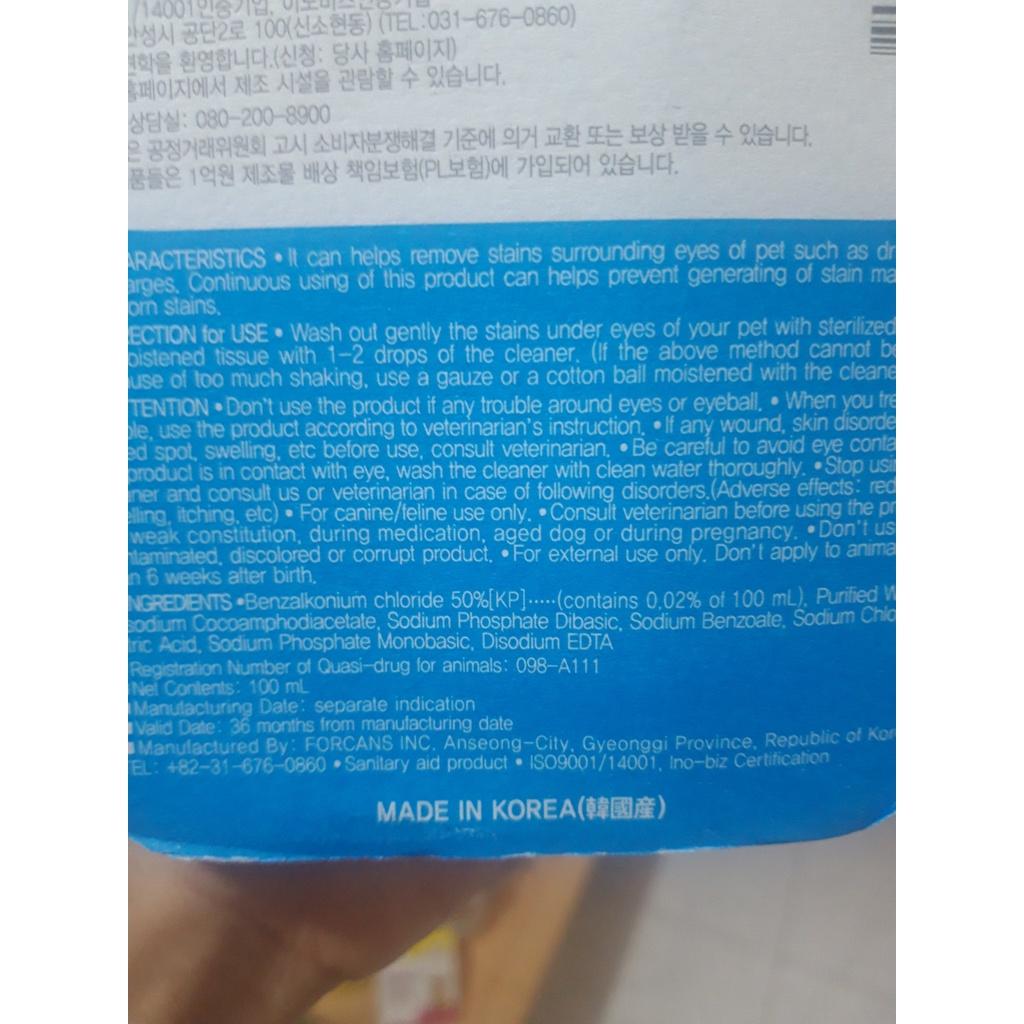 /14001인증기업, 이노비즈인증기업
안성시 공단2로 100(신소현동) (TEL:031-676-0860)
견학을 환영합니다.(신청: 당사 홈페이지)
홈페이지에서 제조 시설을 관람할 수 있습니다.
상담실: 080-200-8900
은 공정거래위원회 고시 소비자분쟁해결 기준에 의거 교환 또는 보상 받을 수 있습니다.
품들은 1억원 제조물 배상 책임보험(PL보험)에 가입되어 있습니다.
ARACTERISTICS • It can helps remove stains surrounding eyes of pet such as dr
arges. Continuous using of this product can helps prevent generating of stain ma
orn stains.
ECTION for USE • Wash out gently the stains under eyes of your pet with sterilized
oistened tissue with 1-2 drops of the cleaner. (If the above method cannot be
use of too much shaking, use a gauze or a cotton ball moistened with the cleane
TENTION • Don't use the product if any trouble around eyes or eyeball. • When you tre
ole, use the product according to veterinarian's instruction. • If any wound, skin disorde
ed spot, swelling, etc before use, consult veterinarian. • Be careful to avoid eye conta
product is in contact with eye, wash the cleaner with clean water thoroughly. • Stop usi
ner and consult us or veterinarian in case of following disorders.(Adverse effects: red
elling, itching, etc) • For canine/feline use only. • Consult veterinarian before using the pr
weak constitution, during medication, aged dog or during pregnancy. • Don't us
ntaminated, discolored or corrupt product. • For external use only. Don't apply to anima
n 6 weeks after birth.
INGREDIENTS • Benzalkonium chloride 50%[KP]·····(contains 0.02% of 100 mL), Purified W
sodium Cocoamphodiacetate, Sodium Phosphate Dibasic, Sodium Benzoate, Sodium Chlo
tric Acid, Sodium Phosphate Monobasic, Disodium EDTA
Registration Number of Quasi-drug for animals: 098-A111
Net Contents: 100 mL
Manufacturing Date: separate indication
Valid Date: 36 months from manufacturing date
Manufactured By: FORCANS INC. Anseong-City, Gyeonggi Province, Republic of Kor
TEL: +82-31-676-0860 • Sanitary aid product • ISO9001/14001, Ino-biz Certification
MADE IN KOREA(韓國産)